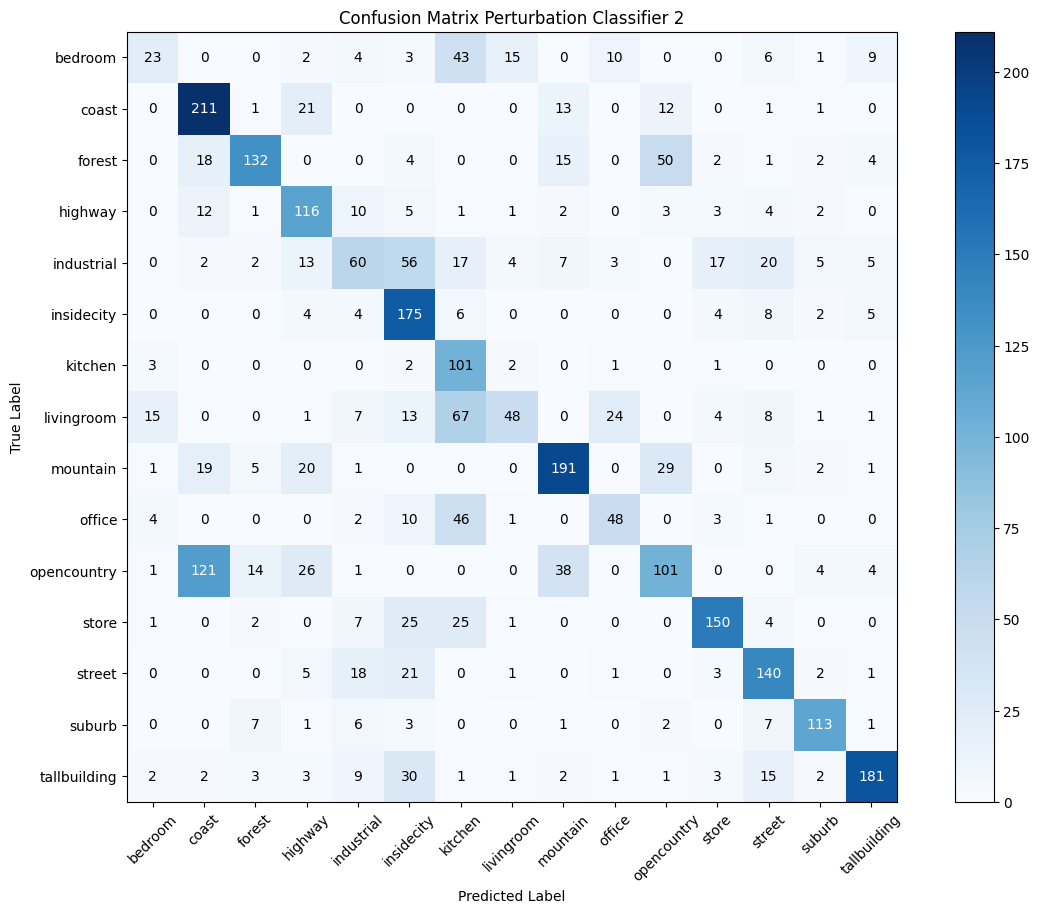 Confusion Matrix Perturbation Classifier 2
bedroom 23 0 0 2 4 3 43 15 0 10 0 0 6 1 9
coast 0 211 1 21 0 0 0 0 13 0 12 0 1 1 0
forest 0 18 132 0 0 4 0 0 15 0 50 2 1 2 4
highway 0 12 1 116 10 5 1 1 2 0 3 3 4 2 0
industrial 0 2 2 13 60 56 17 4 7 3 0 17 20 5 5
insidecity 0 0 0 4 4 175 6 0 0 0 0 4 8 2 5
kitchen 3 0 0 0 0 2 101 2 0 1 0 1 0 0 0
livingroom 15 0 0 1 7 13 67 48 0 24 0 4 8 1 1
mountain 1 19 5 20 1 0 0 0 191 0 29 0 5 2 1
office 4 0 0 0 2 10 46 1 0 48 0 3 1 0 0
opencountry 1 121 14 26 1 0 0 0 38 0 101 0 0 4 4
store 1 0 2 0 7 25 25 1 0 0 0 150 4 0 0
street 0 0 0 5 18 21 0 1 0 1 0 3 140 2 1
suburb 0 0 7 1 6 3 0 0 1 0 2 0 7 113 1
tallbuilding 2 2 3 3 9 30 1 1 2 1 1 3 15 2 181
bedroom coast forest highway industrial insidecity kitchen livingroom mountain office opencountry store street suburb tallbuilding
Predicted Label
True Label
200
175
150
125
100
75
50
25
0